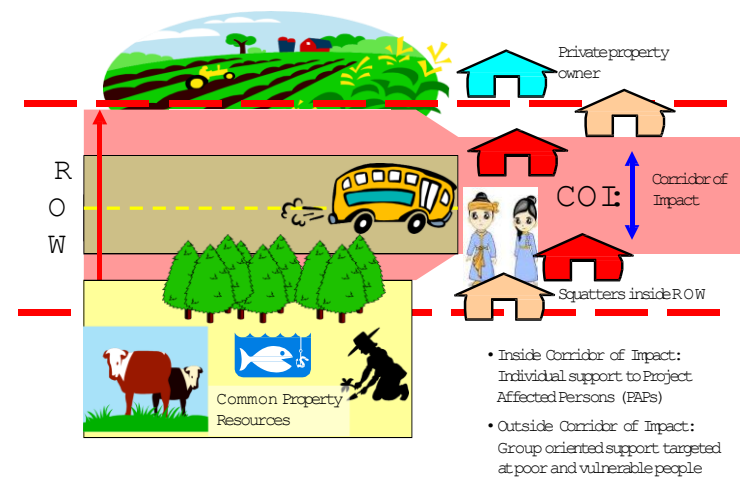 Private property
owner
R
O
W
COI:
Corridor of
Impact
Squatters inside ROW
• Inside Corridor of Impact:
Individual support to Project
Affected Persons (PAPs)
• Outside Corridor of Impact:
Group oriented support targeted
at poor and vulnerable people
Common Property
Resources